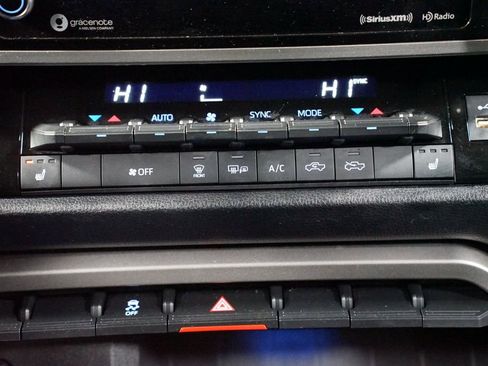 gracenote
A NIELSEN COMPANY
SiriusXM HD Radio
HI HI SYNC
AUTO SYNC MODE
OFF FRONT A/C
OFF